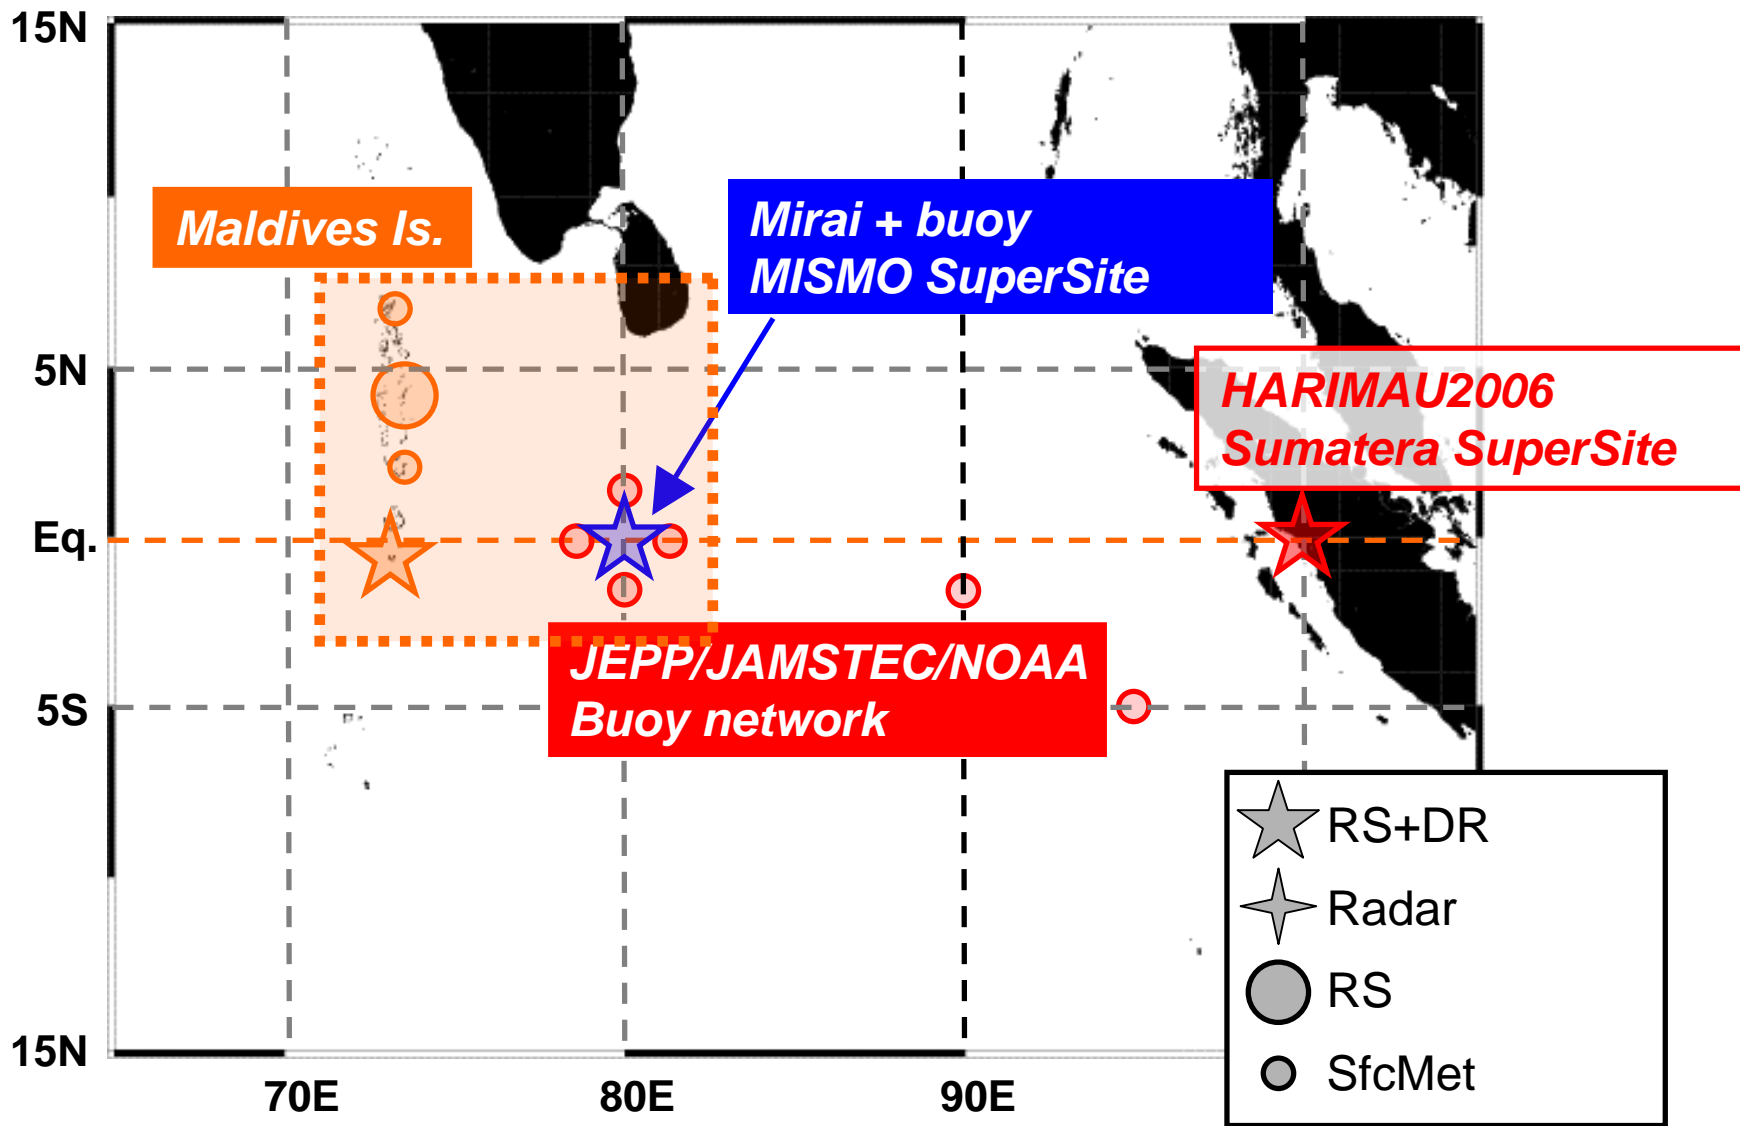 15N
Maldives Is.
Mirai + buoy
MISMO SuperSite
5N
HARIMAU2006
Sumatera SuperSite
Eq.
JEPP/JAMSTEC/NOAA
Buoy network
5S
RS+DR
Radar
RS
SfcMet
15N
70E
80E
90E